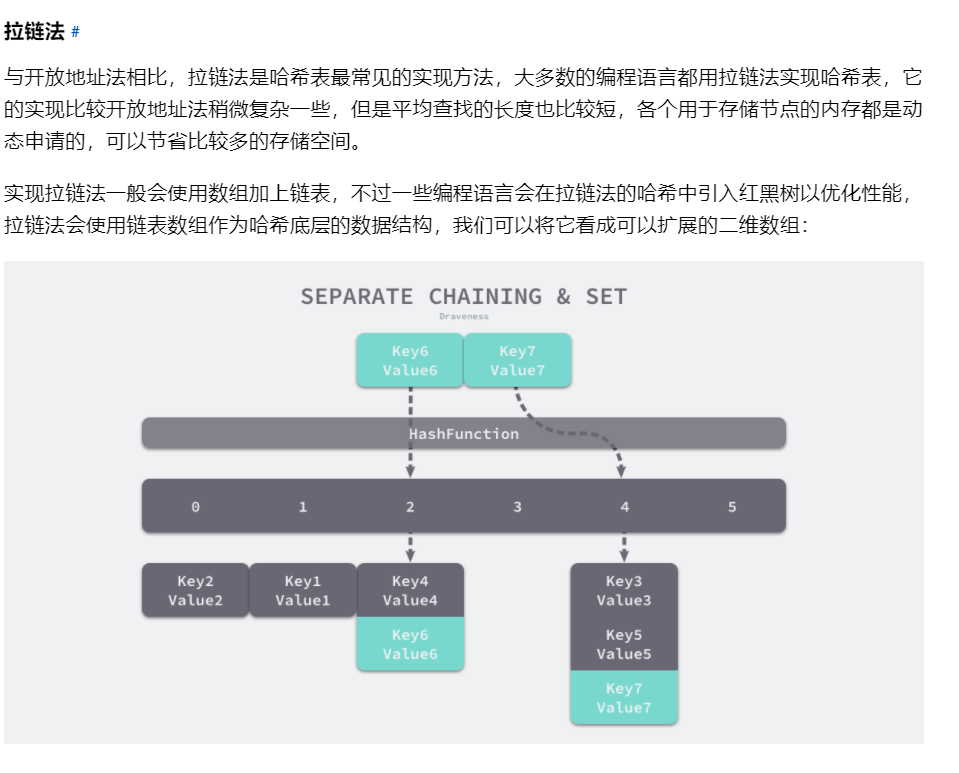 拉链法 #
与开放地址法相比，拉链法是哈希表最常见的实现方法，大多数的编程语言都用拉链法实现哈希表，它
的实现比较开放地址法稍微复杂一些，但是平均查找的长度也比较短，各个用于存储节点的内存都是动
态申请的，可以节省比较多的存储空间。
实现拉链法一般会使用数组加上链表，不过一些编程语言会在拉链法的哈希中引入红黑树以优化性能，
拉链法会使用链表数组作为哈希底层的数据结构，我们可以将它看成可以扩展的二维数组：
SEPARATE CHAINING & SET
Draveness
Key6 Key7
Value6 Value7
HashFunction
0 1 2 3 4 5
Key2 Key1 Key4 Key3
Value2 Value1 Value4 Value3
Key6 Key5
Value6 Value5
Key7
Value7